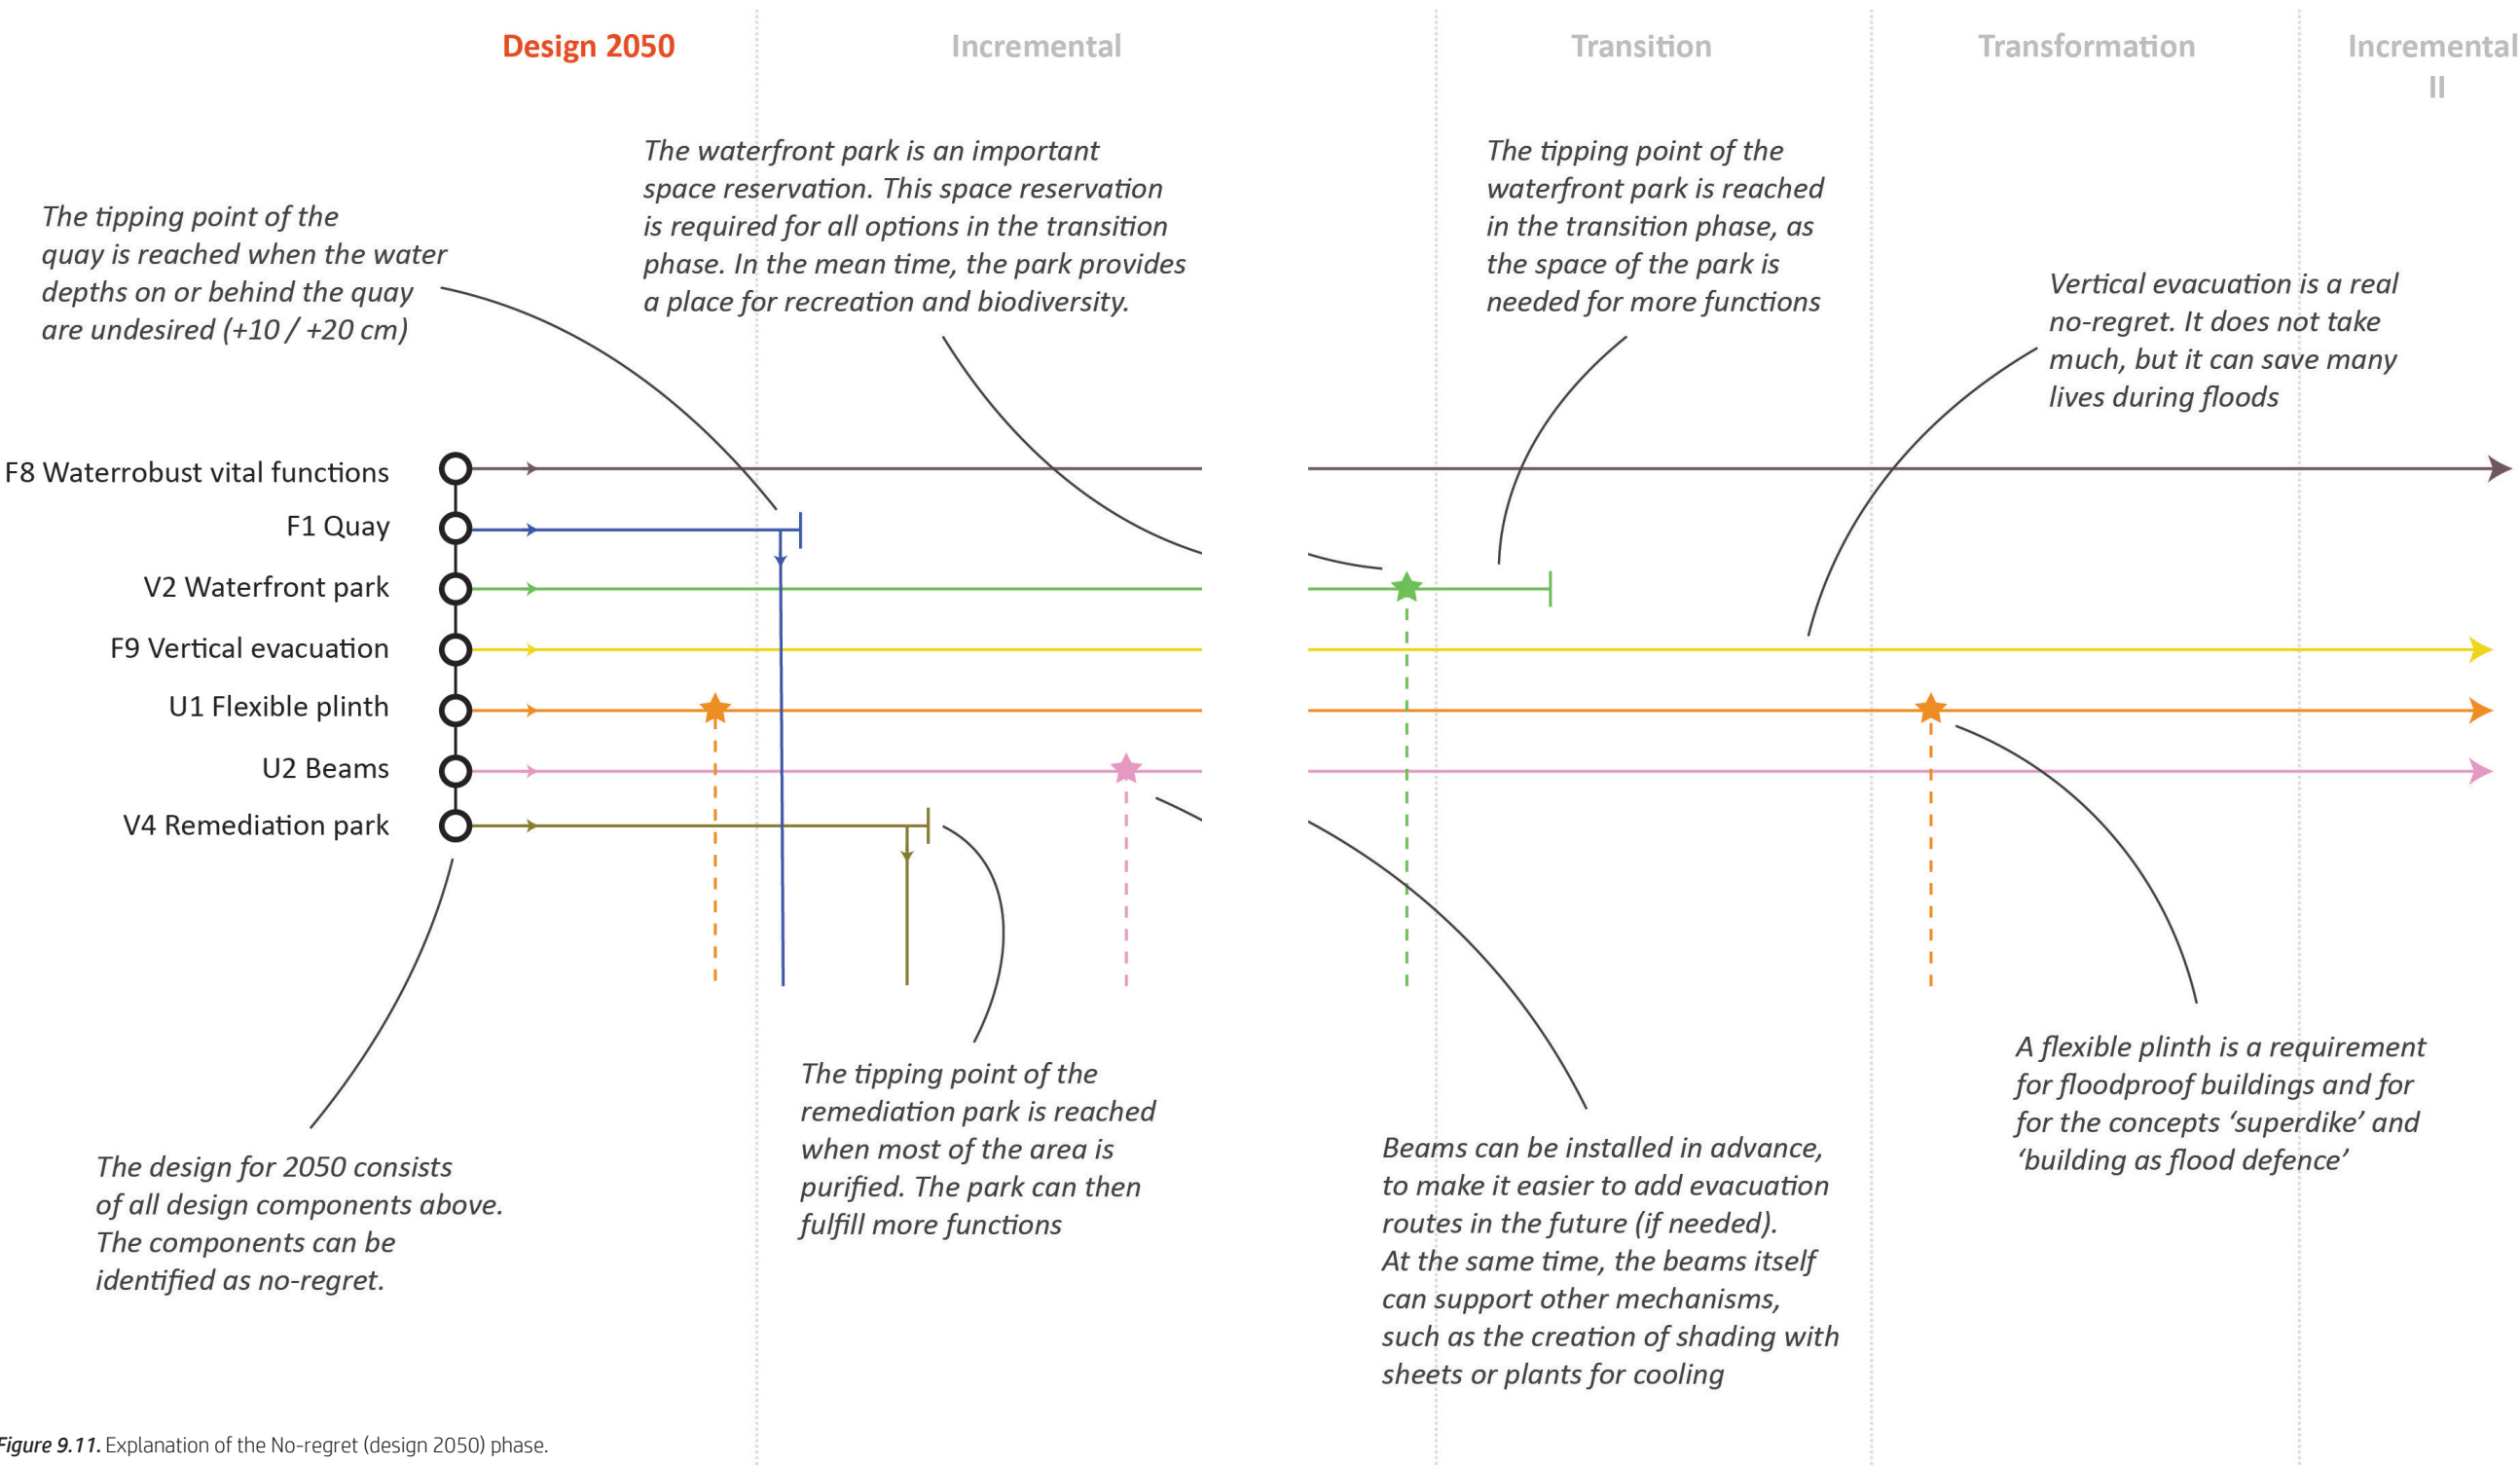 Design 2050
Incremental
Transition
Transformation
Incremental
II
The tipping point of the
quay is reached when the water
depths on or behind the quay
are undesired (+10 / +20 cm)
The waterfront park is an important
space reservation. This space reservation
is required for all options in the transition
phase. In the mean time, the park provides
a place for recreation and biodiversity.
The tipping point of the
waterfront park is reached
in the transition phase, as
the space of the park is
needed for more functions
Vertical evacuation is a real
no-regret. It does not take
much, but it can save many
lives during floods
F8 Waterrobust vital functions
F1 Quay
V2 Waterfront park
F9 Vertical evacuation
U1 Flexible plinth
U2 Beams
V4 Remediation park
The design for 2050 consists
of all design components above.
The components can be
identified as no-regret.
The tipping point of the
remediation park is reached
when most of the area is
purified. The park can then
fulfill more functions
Beams can be installed in advance,
to make it easier to add evacuation
routes in the future (if needed).
At the same time, the beams itself
can support other mechanisms,
such as the creation of shading with
sheets or plants for cooling
A flexible plinth is a requirement
for floodproof buildings and for
for the concepts ‘superdike’ and
‘building as flood defence’
Figure 9.11. Explanation of the No-regret (design 2050) phase.